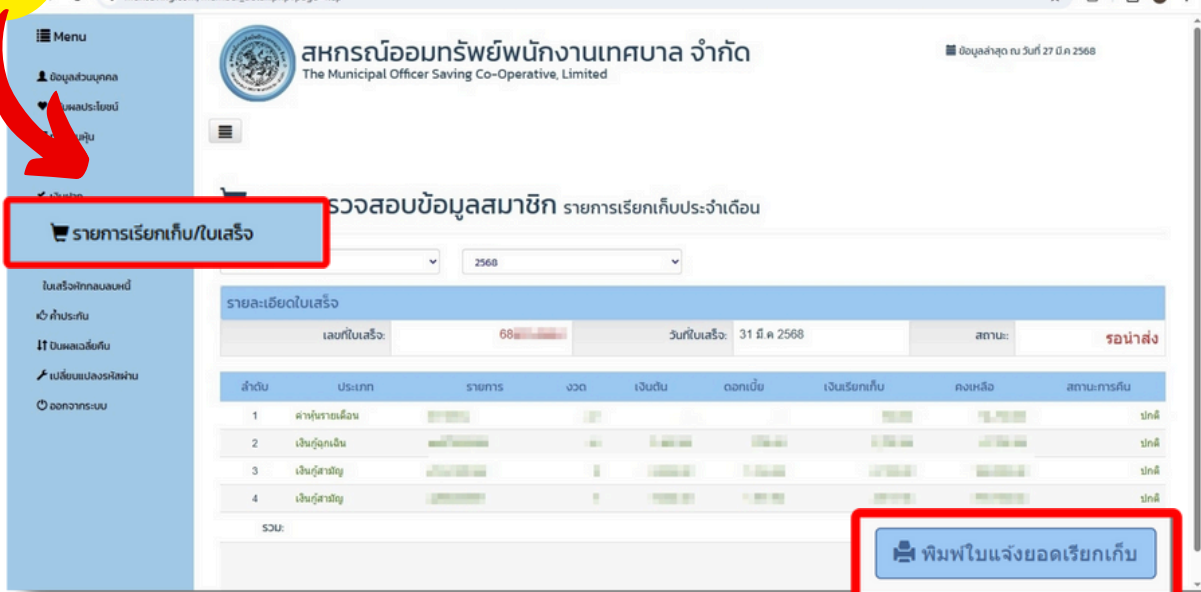 Menu
สหกรณ์ออมทรัพย์พนักงานเทศบาล จำกัด
The Municipal Officer Saving Co-Operative, Limited
ข้อมูลล่าสุด ณ วันที่ 27 มี.ค 2568
ข้อมูลส่วนบุคคล
รายการเรียกเก็บ/ใบเสร็จ
ใบเสร็จหักกลบลบหนี้
ค้ำประกัน
ปันผลเฉลี่ยคืน
เปลี่ยนแปลงรหัสผ่าน
ออกจากระบบ
รวจสอบข้อมูลสมาชิก รายการเรียกเก็บประจำเดือน
2568
รายละเอียดใบเสร็จ
เลขที่ใบเสร็จ: 68 วันที่ใบเสร็จ: 31 มี.ค 2568 สถานะ: รอนำส่ง
ลำดับ ประเภท รายการ งวด เงินต้น ดอกเบี้ย เงินเรียกเก็บ คงเหลือ สถานะการคืน
1 ค่าหุ้นรายเดือน ปกติ
2 เงินกู้ฉุกเฉิน ปกติ
3 เงินกู้สามัญ ปกติ
4 เงินกู้สามัญ ปกติ
รวม:
พิมพ์ใบแจ้งยอดเรียกเก็บ